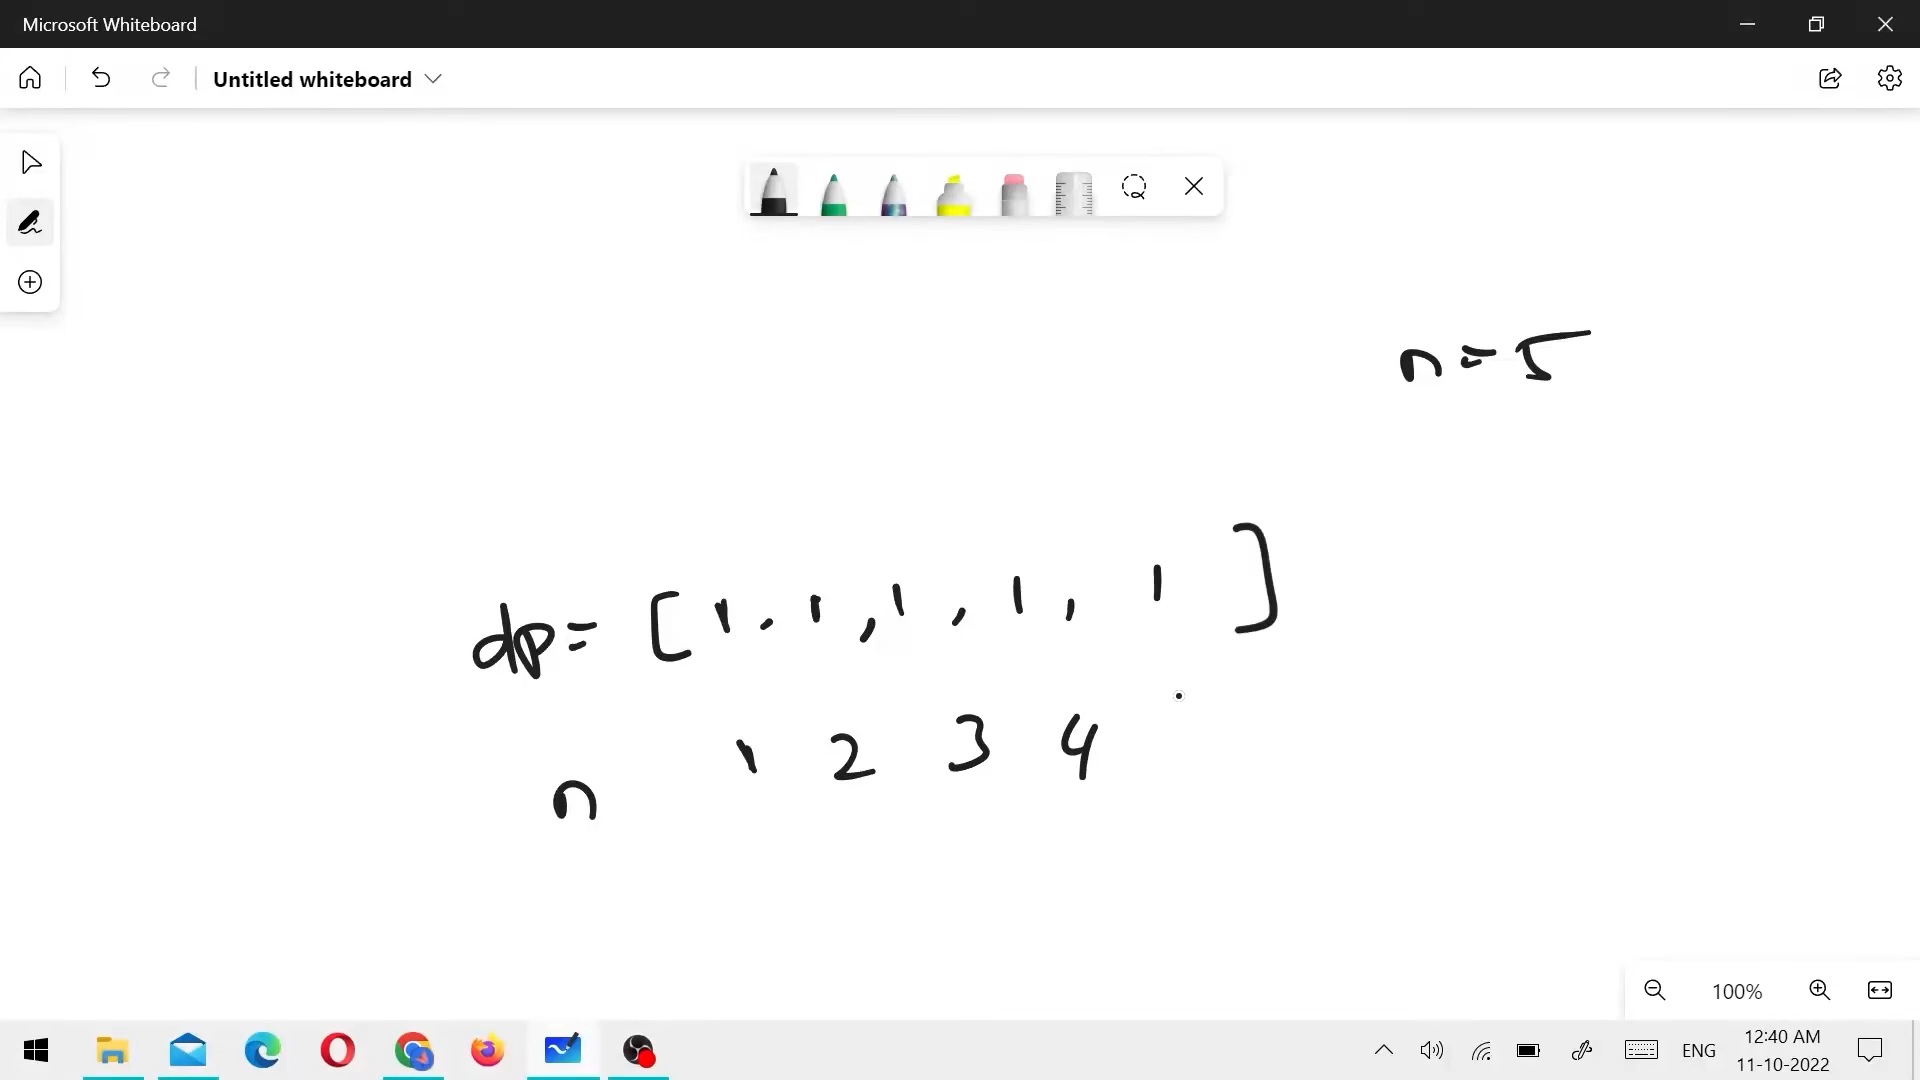 Microsoft Whiteboard
Untitled whiteboard
n = 5
dp = [1, 1, 1, 1, 1]
1 2 3 4
n
100%
ENG
12:40 AM
11-10-2022